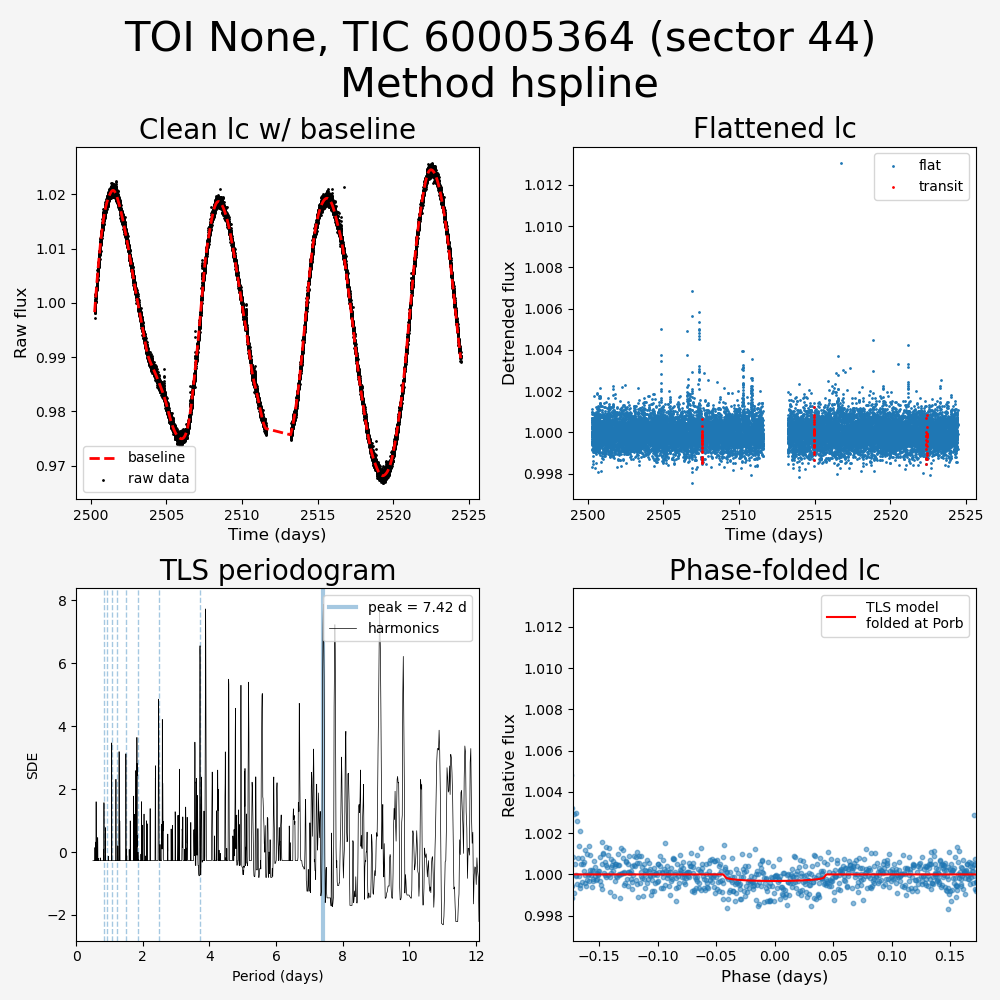 TOI None, TIC 60005364 (sector 44)
Method hspline
Clean lc w/ baseline
Raw flux
1.02
1.01
1.00
0.99
0.98
0.97
baseline
raw data
2500
2505
2510
2515
2520
2525
Time (days)
Flattened lc
Detrended flux
1.012
1.010
1.008
1.006
1.004
1.002
1.000
0.998
flat
transit
2500
2505
2510
2515
2520
2525
Time (days)
TLS periodogram
SDE
8
6
4
2
0
−2
peak = 7.42 d
harmonics
0
2
4
6
8
10
12
Period (days)
Phase-folded lc
Relative flux
1.012
1.010
1.008
1.006
1.004
1.002
1.000
0.998
TLS model
folded at Porb
−0.15
−0.10
−0.05
0.00
0.05
0.10
0.15
Phase (days)